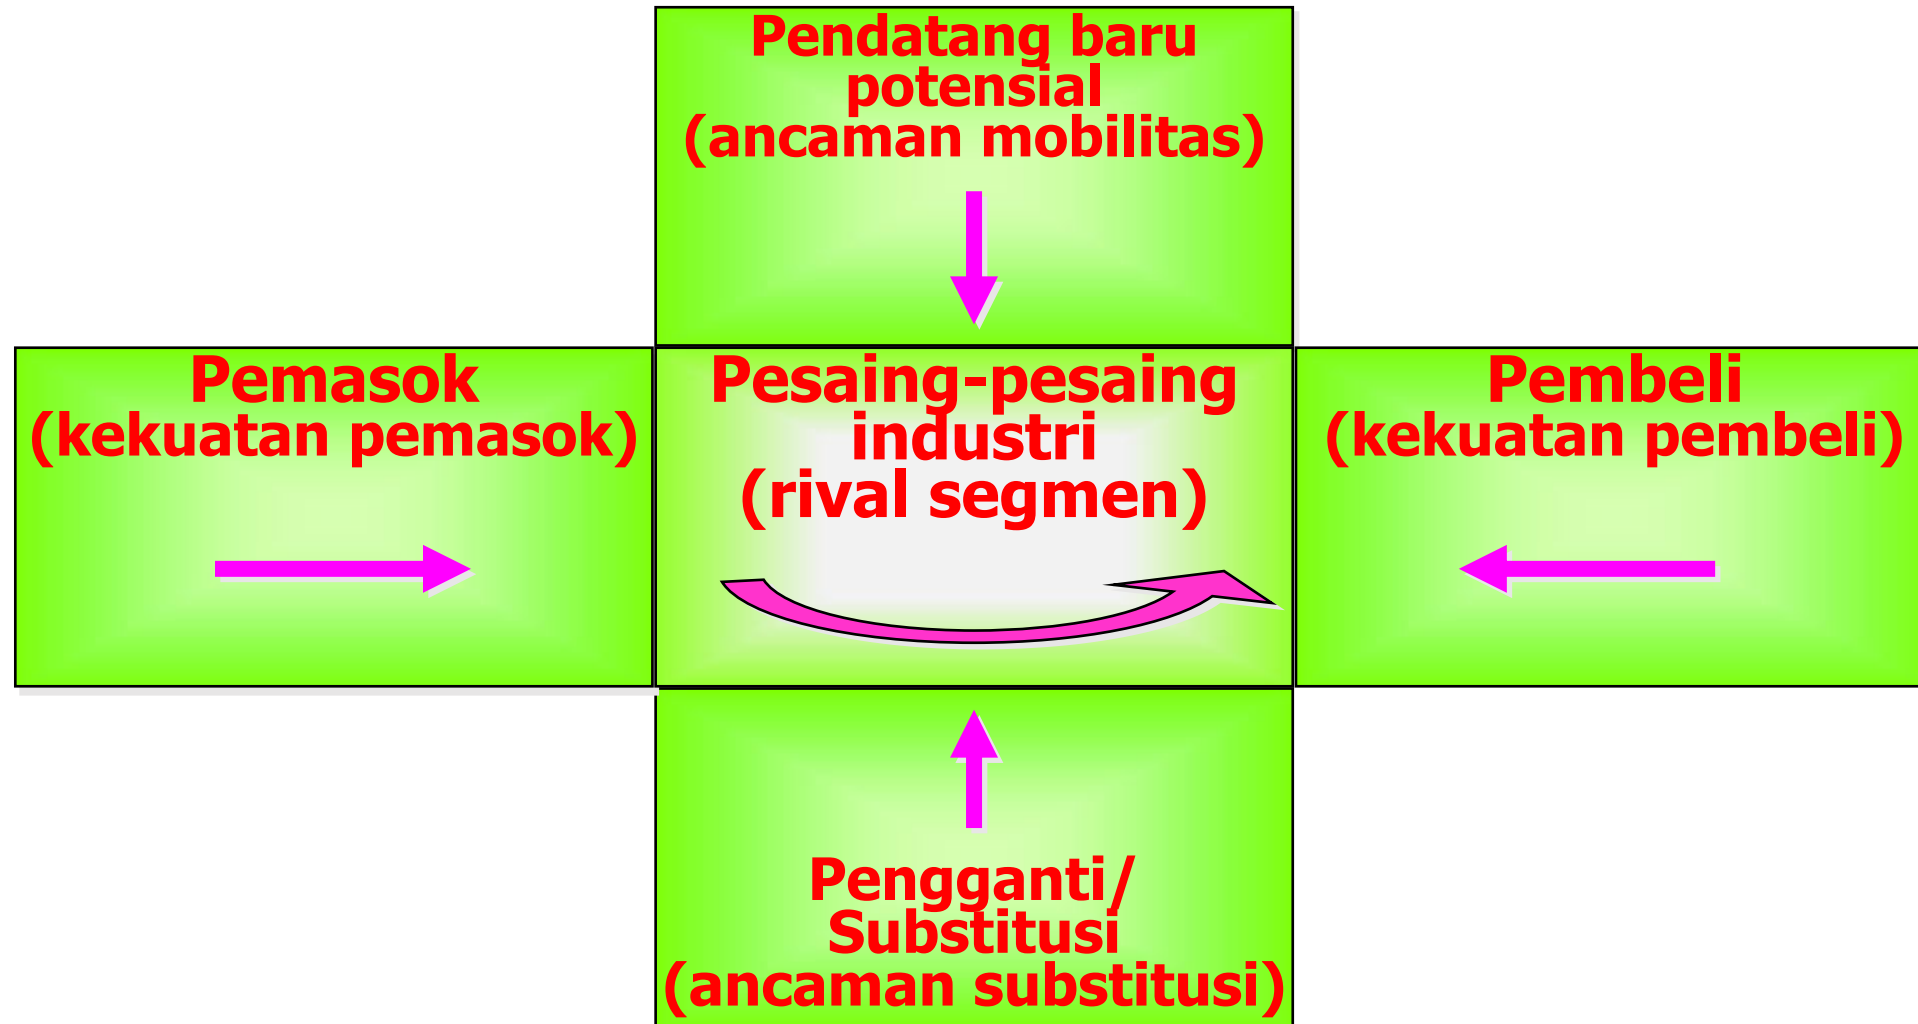 Pendatang baru
potensial
(ancaman mobilitas)
Pemasok
(kekuatan pemasok)
Pesaing-pesaing
industri
(rival segmen)
Pembeli
(kekuatan pembeli)
Pengganti/
Substitusi
(ancaman substitusi)